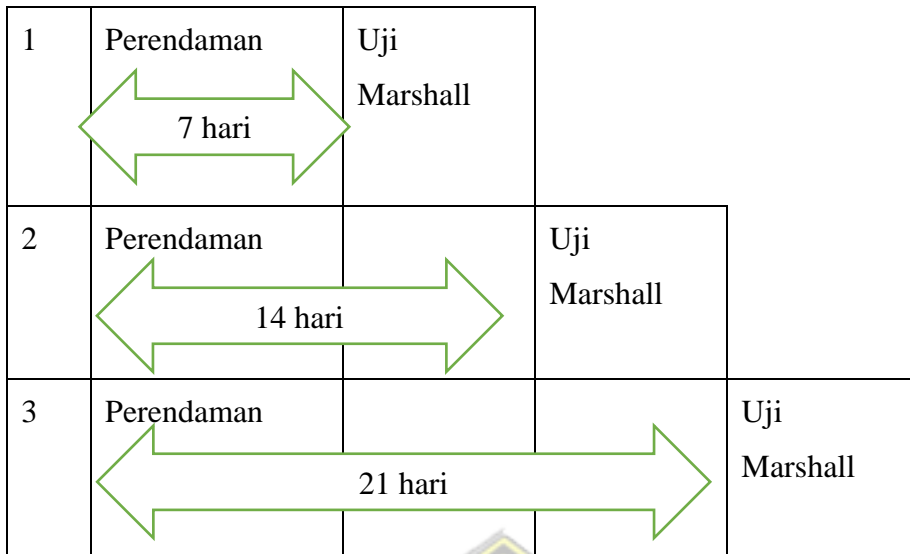 1
Perendaman
Uji
Marshall
7 hari
2
Perendaman
Uji
Marshall
14 hari
3
Perendaman
Uji
Marshall
21 hari